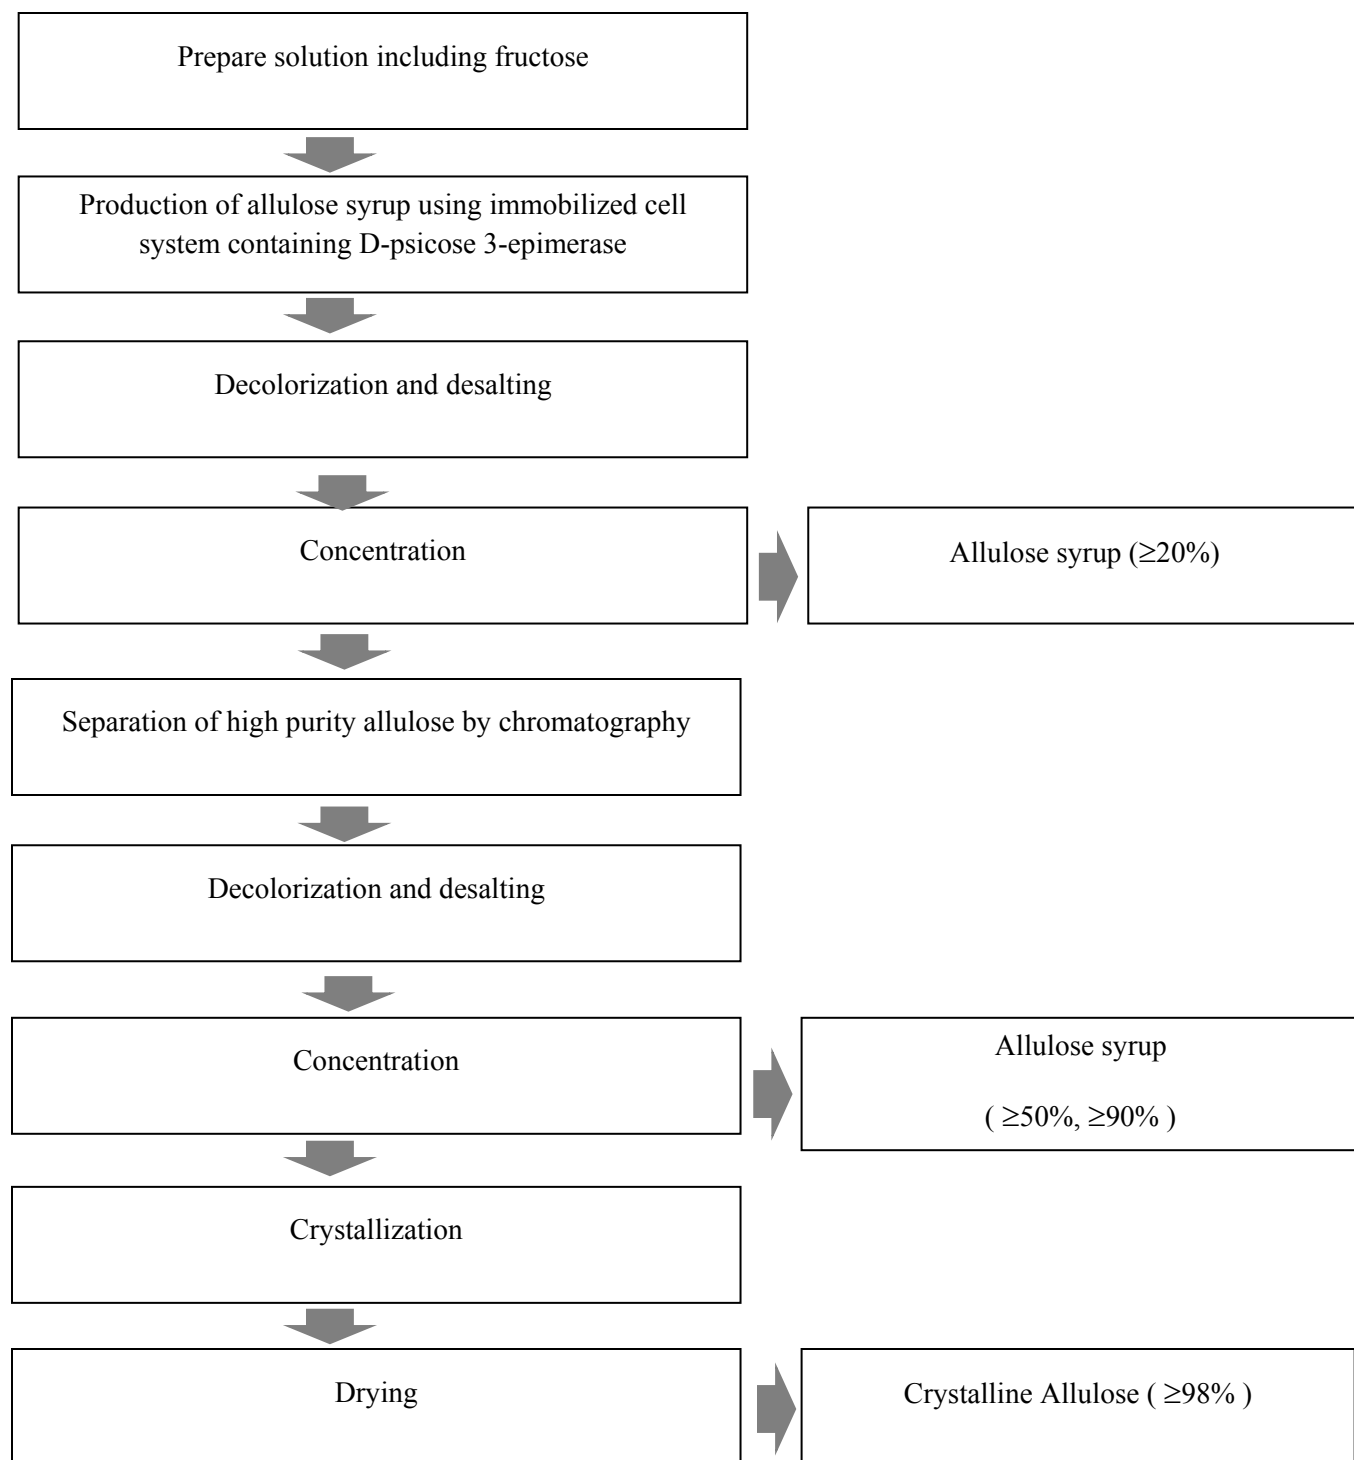 Prepare solution including fructose
Production of allulose syrup using immobilized cell
system containing D-psicose 3-epimerase
Decolorization and desalting
Concentration
Allulose syrup (≥20%)
Separation of high purity allulose by chromatography
Decolorization and desalting
Concentration
Allulose syrup
( ≥50%, ≥90% )
Crystallization
Drying
Crystalline Allulose ( ≥98% )